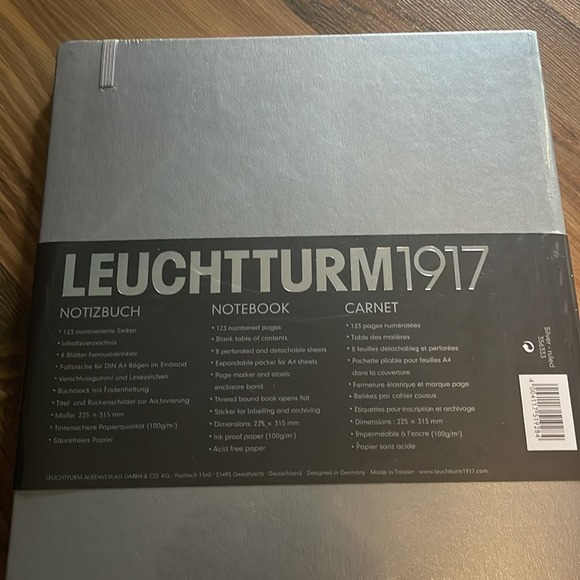 LEUCHTTURM1917
NOTIZBUCH
• 123 nummerierte Seiten
• Inhaltsverzeichnis
• 8 Blätter heraustrennbar
• Falttasche für DIN A4 Bögen im Einband
• Verschlussgummi und Lesezeichen
• Buchblock mit Fadenheftung
• Titel- und Rückenschilder zur Archivierung
• Maße: 225 × 315 mm
• Tintensichere Papierqualität (100g/m²)
• Säurefreies Papier
NOTEBOOK
• 123 numbered pages
• Blank table of contents
• 8 perforated and detachable sheets
• Expandable pocket for A4 sheets
• Page marker and elastic
enclosure band
• Thread bound book opens flat
• Sticker for labelling and archiving
• Dimensions: 225 × 315 mm
• Ink proof paper (100g/m²)
• Acid free paper
CARNET
• 123 pages numérotées
• Table des matières
• 8 feuilles détachables et perforées
• Pochette pliable pour feuilles A4
dans la couverture
• Fermeture élastique et marque page
• Reliées par cahier cousus
• Etiquettes pour inscription et archivage
• Dimensions : 225 × 315 mm
• Imperméable à l'encre (100g/m²)
• Papier sans acide
LEUCHTTURM ALBENVERLAG GMBH & CO. KG · Postfach 1340 · 21495 Geesthacht · Deutschland · Designed in Germany · Made in Taiwan · www.leuchtturm1917.com
Silver · ruled
356333
4004117519284